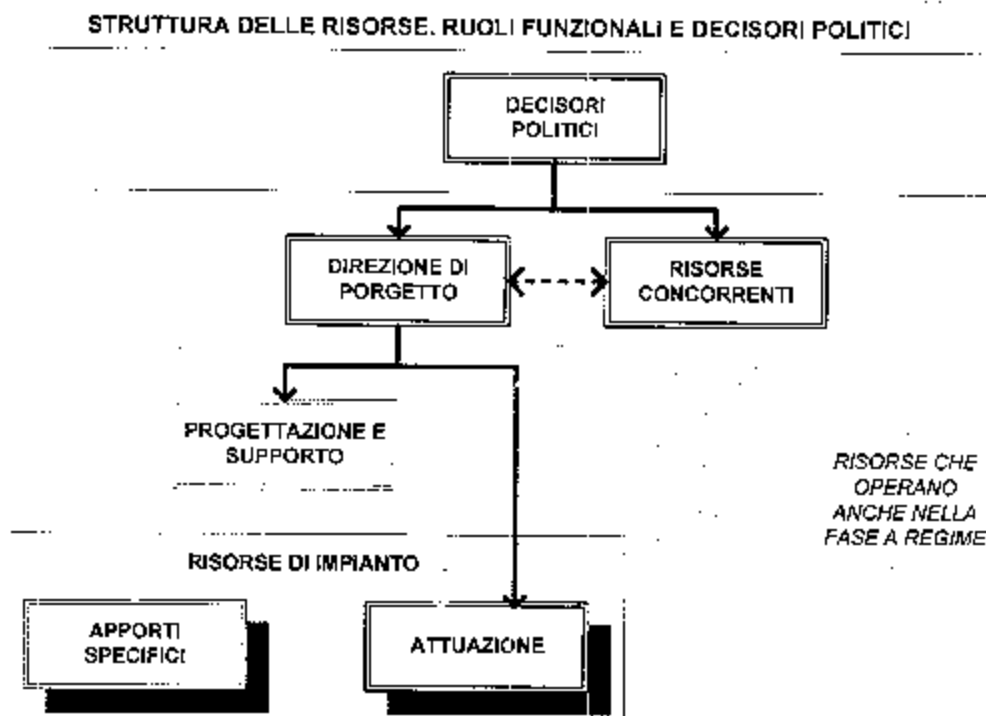 STRUTTURA DELLE RISORSE. RUOLI FUNZIONALI E DECISORI POLITICI
DECISORI
POLITICI
DIREZIONE DI
PORGETTO
RISORSE
CONCORRENTI
PROGETTAZIONE E
SUPPORTO
RISORSE CHE
OPERANO
ANCHE NELLA
FASE A REGIME
RISORSE DI IMPIANTO
APPORTI
SPECIFICI
ATTUAZIONE